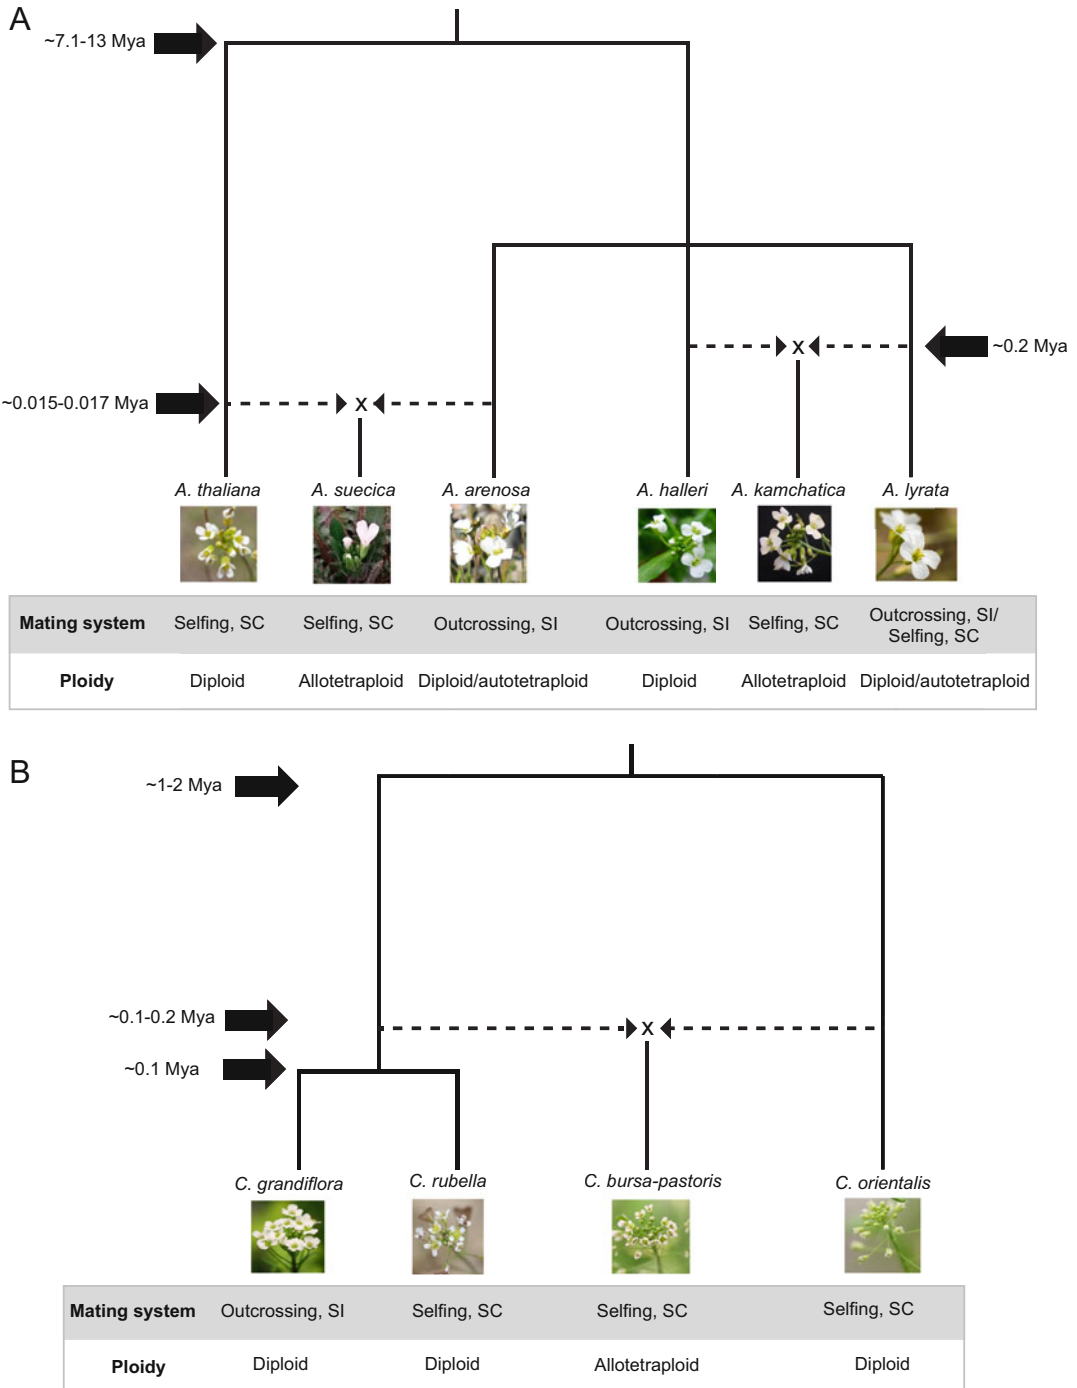 A
~7.1-13 Mya
x
~0.2 Mya
~0.015-0.017 Mya
x
A. thaliana A. suecica A. arenosa A. halleri A. kamchatica A. lyrata
Mating system Selfing, SC Selfing, SC Outcrossing, SI Outcrossing, SI Selfing, SC Outcrossing, SI/
Selfing, SC
Ploidy Diploid Allotetraploid Diploid/autotetraploid Diploid Allotetraploid Diploid/autotetraploid
B
~1-2 Mya
~0.1-0.2 Mya
x
~0.1 Mya
C. grandiflora C. rubella C. bursa-pastoris C. orientalis
Mating system Outcrossing, SI Selfing, SC Selfing, SC Selfing, SC
Ploidy Diploid Diploid Allotetraploid Diploid